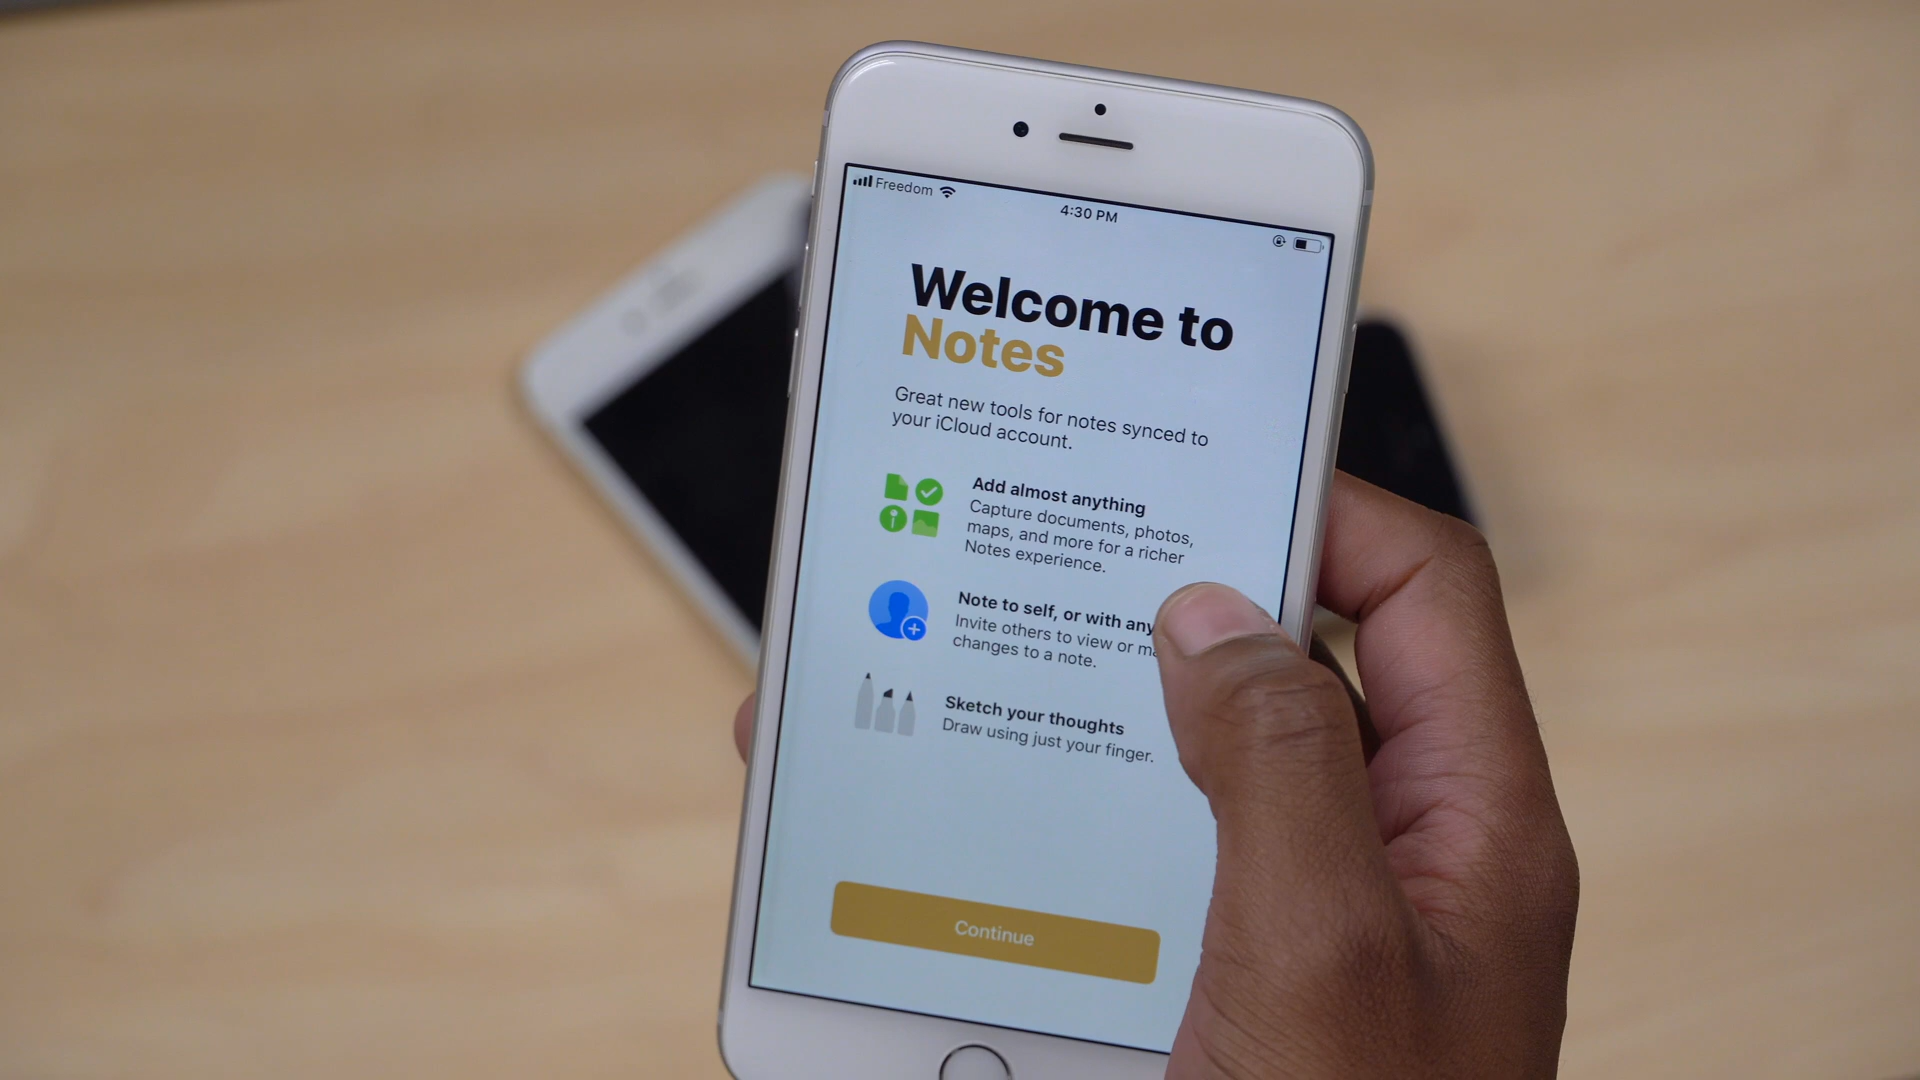 Freedom
4:30 PM
Welcome to
Notes
Great new tools for notes synced to
your iCloud account.
Add almost anything
Capture documents, photos,
maps, and more for a richer
Notes experience.
Note to self, or with
Invite others to view or
changes to a note.
Sketch your thoughts
Draw using just your finger.
Continue